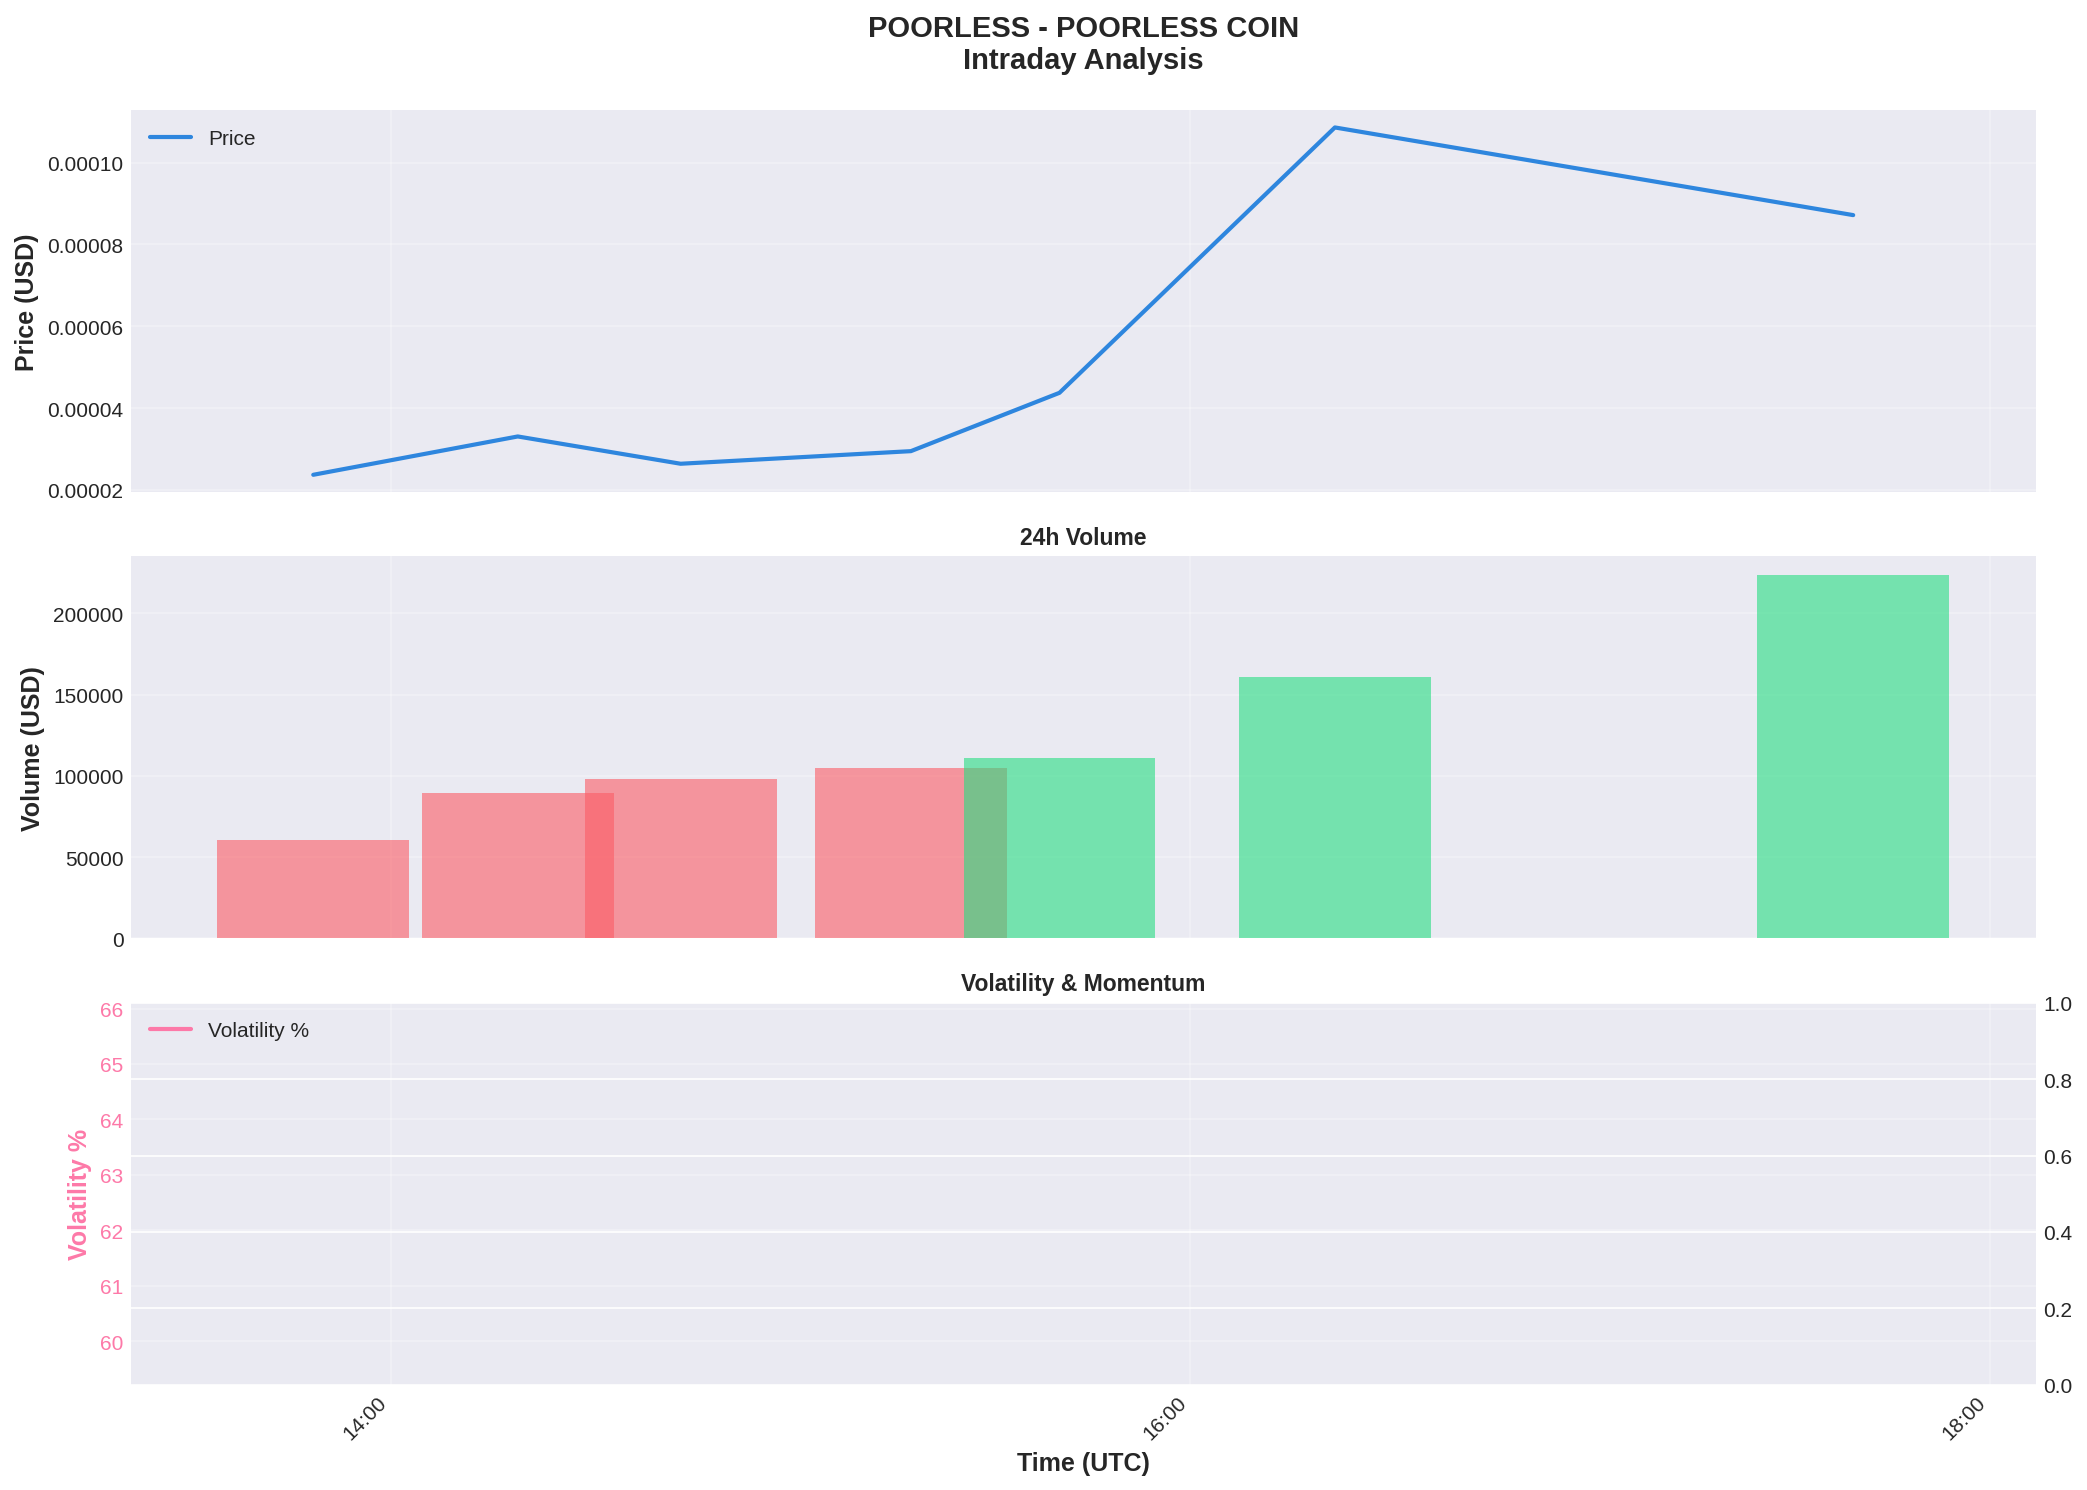 POORLESS - POORLESS COIN
Intraday Analysis
Price
0.00010
0.00008
0.00006
0.00004
0.00002
Price (USD)
24h Volume
200000
150000
100000
50000
0
Volume (USD)
Volatility & Momentum
Volatility %
66
65
64
63
62
61
60
Volatility %
1.0
0.8
0.6
0.4
0.2
0.0
14:00
16:00
18:00
Time (UTC)